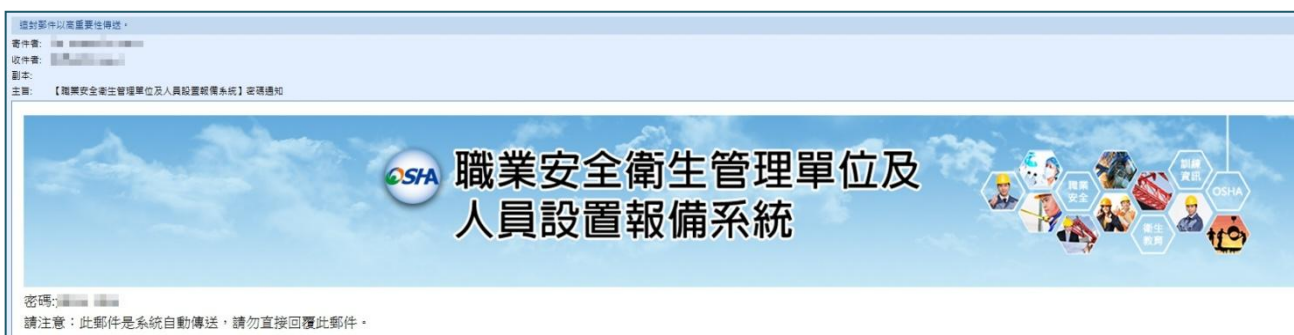 這封郵件以高重要性傳送。
寄件者:
收件者:
副本:
主旨: 【職業安全衛生管理單位及人員設置報備系統】密碼通知
OSHA
職業安全衛生管理單位及
人員設置報備系統
職業
安全
訓練
資訊
OSHA
衛生
教育
密碼:
請注意：此郵件是系統自動傳送，請勿直接回覆此郵件。